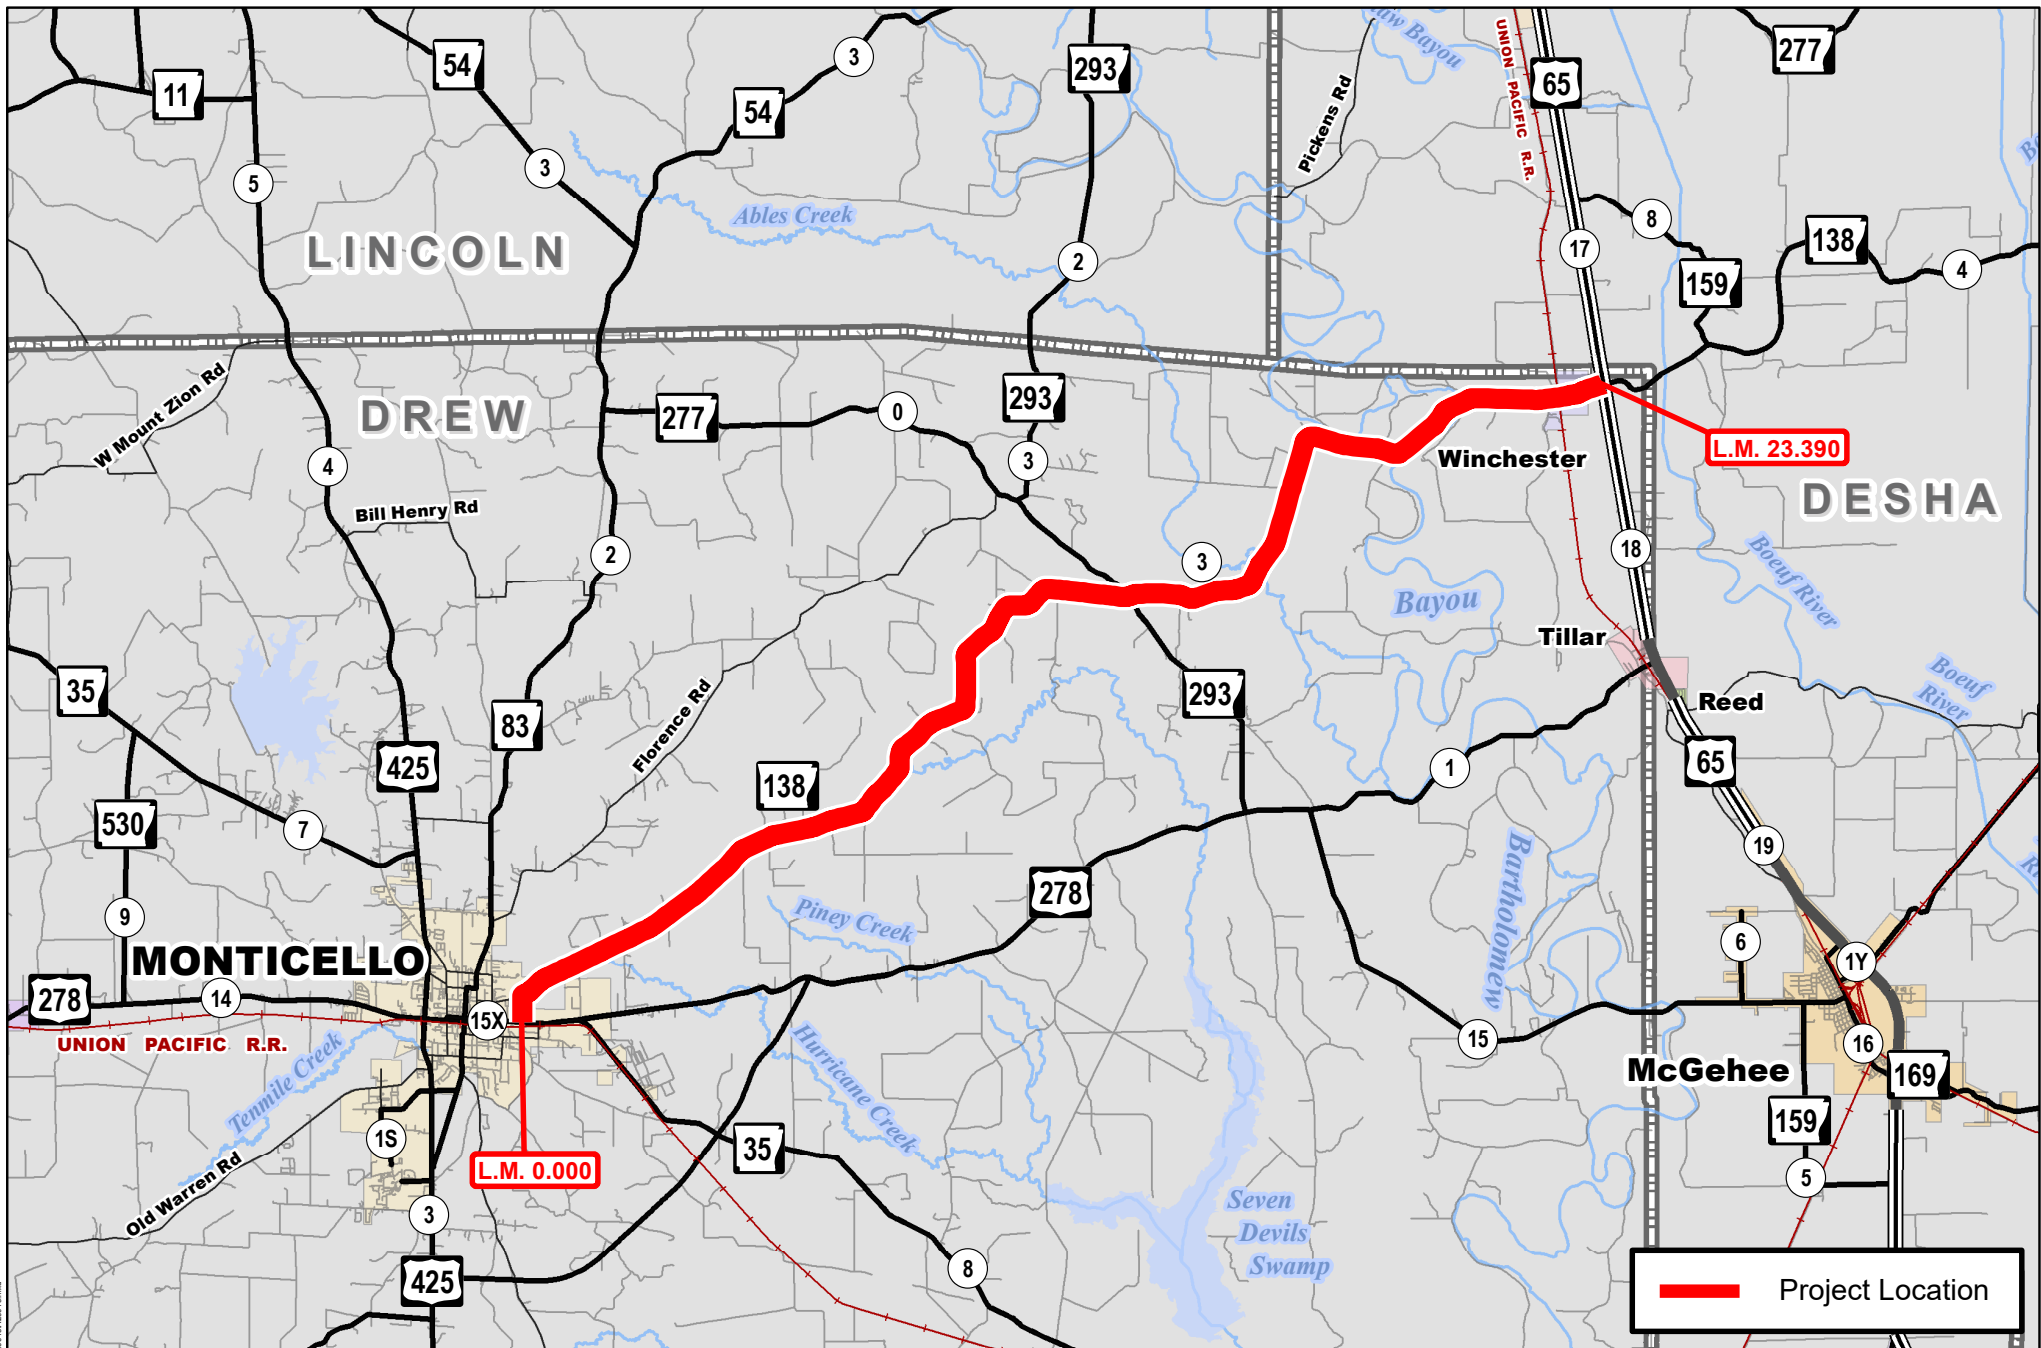 54
3
293
UNION PACIFIC R.R.
65
277
11
54
3
Pickens Rd
5
Ables Creek
8
LINCOLN
2
17
138
159
4
W Mount Zion Rd
DREW
277
0
293
L.M. 23.390
4
3
Winchester
DESHA
Bill Henry Rd
2
3
18
Boeuf River
Bayou
Tillar
35
83
Florence Rd
293
Reed
Boeuf
River
425
138
1
65
530
7
19
278
Bartholomew
9
Piney Creek
6
MONTICELLO
1Y
278
14
15X
UNION PACIFIC R.R.
15
16
Tenmile Creek
Hurricane Creek
McGehee
169
1S
35
159
L.M. 0.000
5
Old Warren Rd
3
Seven
Devils
Swamp
8
425
Project Location